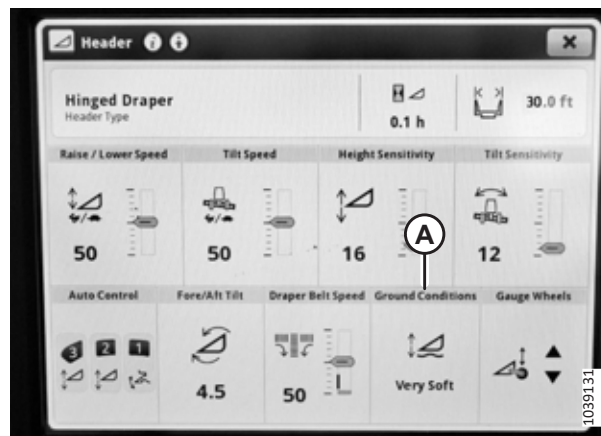 Header
Hinged Draper
Header Type
0.1 h
30.0 ft
Raise / Lower Speed
Tilt Speed
Height Sensitivity
Tilt Sensitivity
50
50
16
12
A
Auto Control
Fore/Aft Tilt
Draper Belt Speed
Ground Conditions
Gauge Wheels
3 2 1
4.5
50
Very Soft
1039131